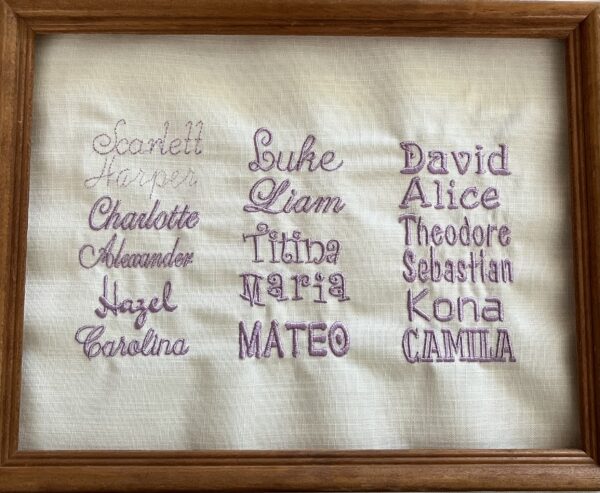 Scarlett
Harper
Charlotte
Alexander
Hazel
Carolina
Luke
Liam
Titina
Maria
MATEO
David
Alice
Theodore
Sebastian
Kona
CAMILA